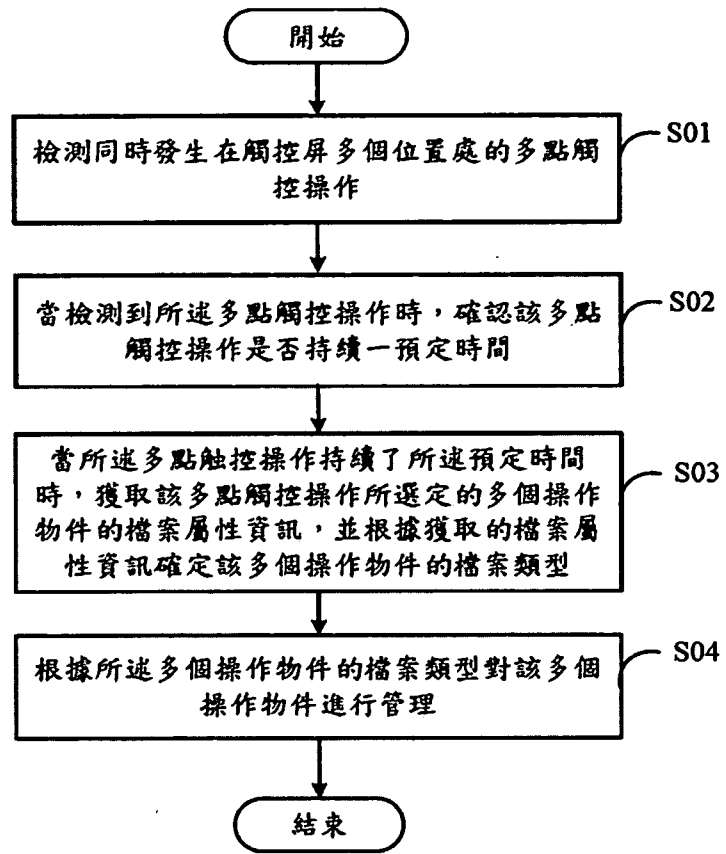 開始
檢測同時發生在觸控屏多個位置處的多點觸
控操作
S01
當檢測到所述多點觸控操作時，確認該多點
觸控操作是否持續一預定時間
S02
當所述多點触控操作持續了所述預定時間
時，獲取該多點觸控操作所選定的多個操作
物件的檔案屬性資訊，並根據獲取的檔案屬
性資訊確定該多個操作物件的檔案類型
S03
根據所述多個操作物件的檔案類型對該多個
操作物件進行管理
S04
結束